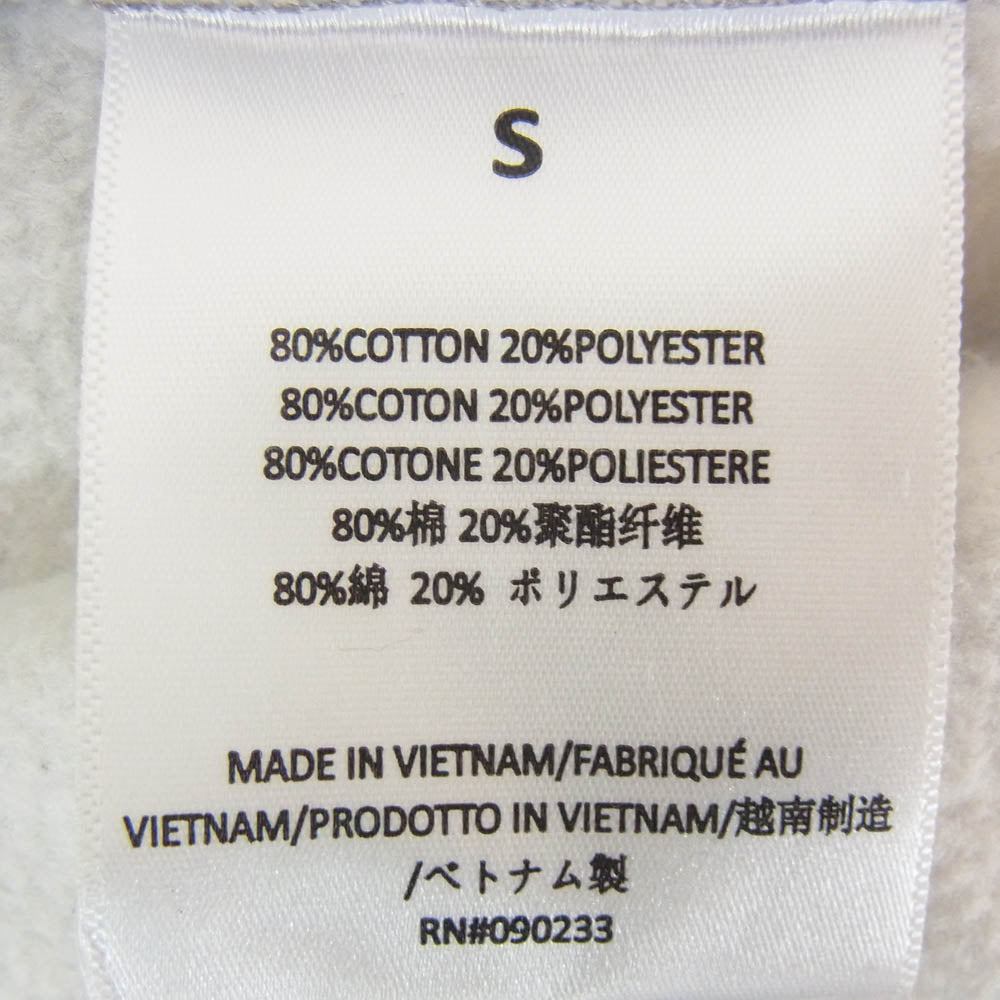 S
80%COTTON 20%POLYESTER
80%COTON 20%POLYESTER
80%COTONE 20%POLIESTERE
80%棉 20%聚酯纤维
80%綿 20% ポリエステル
MADE IN VIETNAM/FABRIQUÉ AU
VIETNAM/PRODOTTO IN VIETNAM/越南制造
/ベトナム製
RN#090233